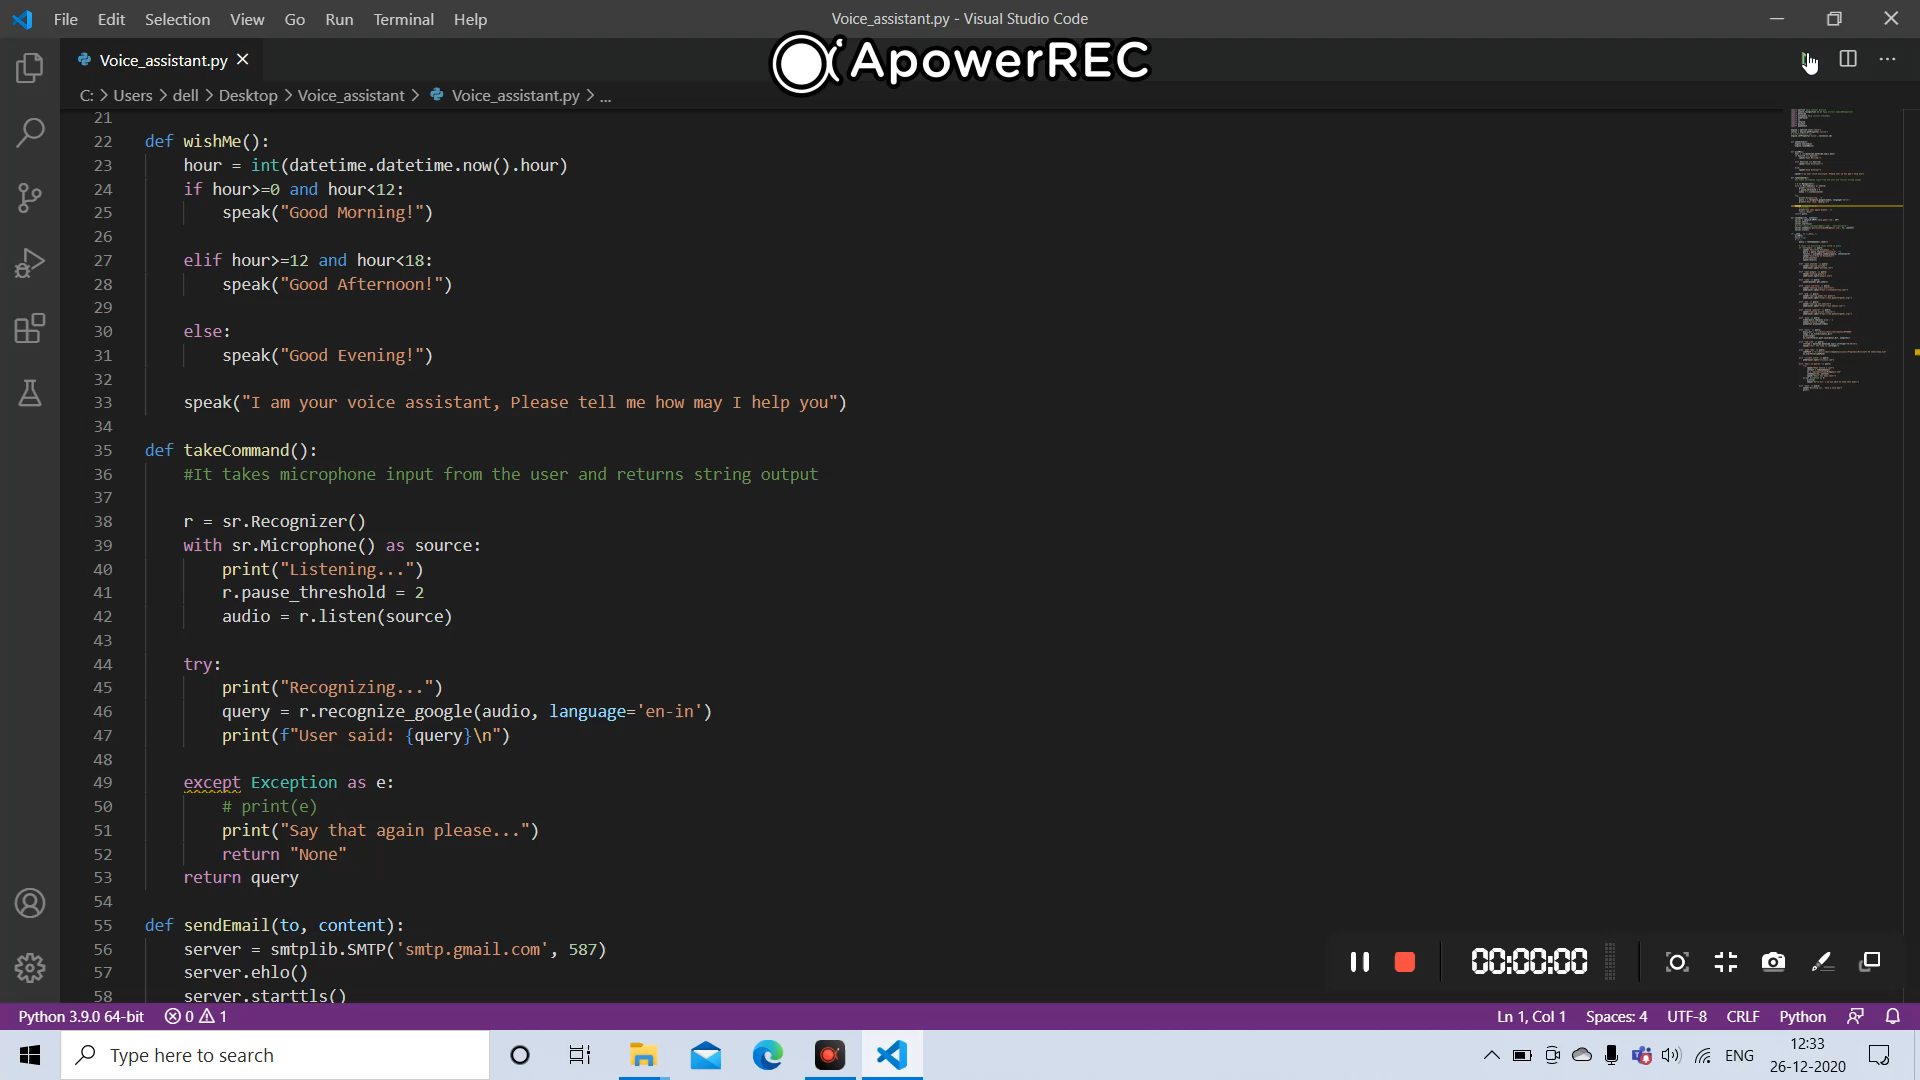 File Edit Selection View Go Run Terminal Help
Voice_assistant.py - Visual Studio Code
Voice_assistant.py
ApowerREC
C: > Users > dell > Desktop > Voice_assistant > Voice_assistant.py > ...
21
22 def wishMe():
23     hour = int(datetime.datetime.now().hour)
24     if hour>=0 and hour<12:
25         speak("Good Morning!")
26
27     elif hour>=12 and hour<18:
28         speak("Good Afternoon!")
29
30     else:
31         speak("Good Evening!")
32
33     speak("I am your voice assistant, Please tell me how may I help you")
34
35 def takeCommand():
36     #It takes microphone input from the user and returns string output
37
38     r = sr.Recognizer()
39     with sr.Microphone() as source:
40         print("Listening...")
41         r.pause_threshold = 2
42         audio = r.listen(source)
43
44     try:
45         print("Recognizing...")
46         query = r.recognize_google(audio, language='en-in')
47         print(f"User said: {query}\n")
48
49     except Exception as e:
50         # print(e)
51         print("Say that again please...")
52         return "None"
53     return query
54
55 def sendEmail(to, content):
56     server = smtplib.SMTP('smtp.gmail.com', 587)
57     server.ehlo()
58     server.starttls()
00:00:00
Python 3.9.0 64-bit 0 1
Ln 1, Col 1 Spaces: 4 UTF-8 CRLF Python
Type here to search
ENG
12:33
26-12-2020